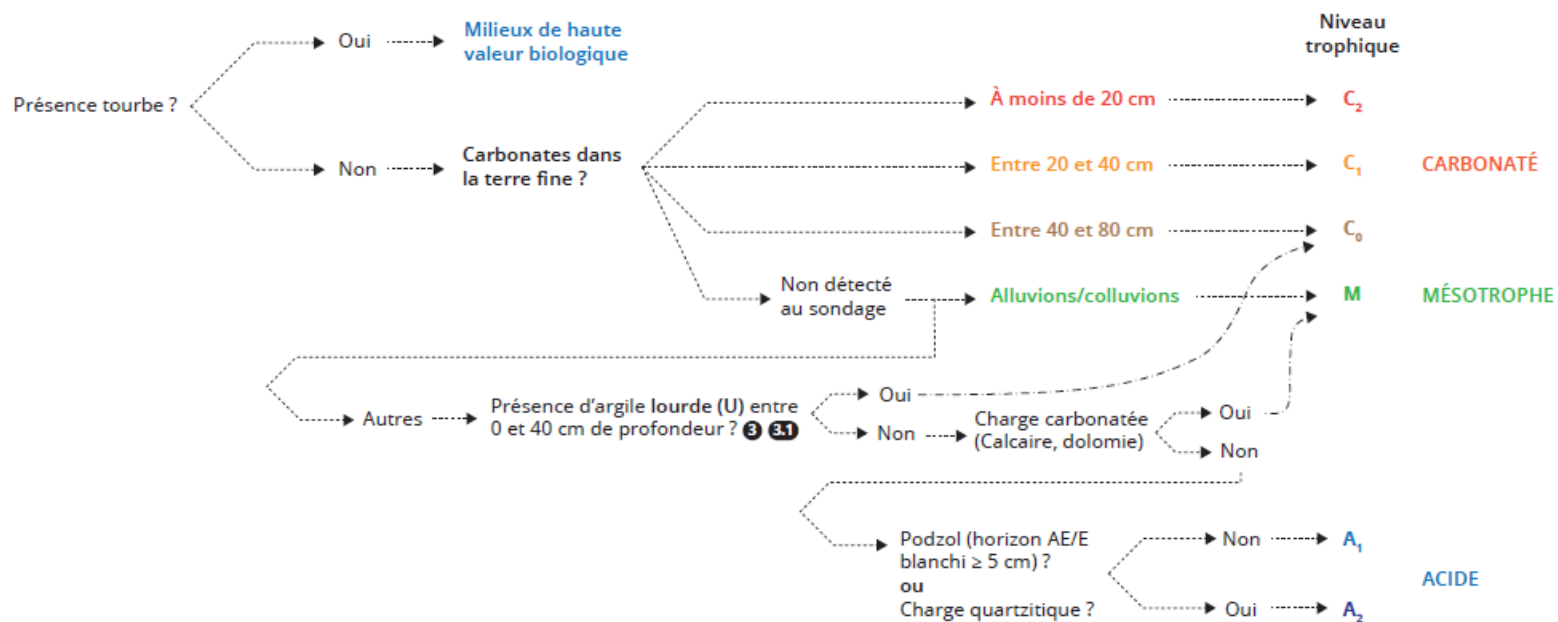 Niveau
trophique
Présence tourbe ?
Oui
Milieux de haute
valeur biologique
Non
Carbonates dans
la terre fine ?
À moins de 20 cm
C₂
Entre 20 et 40 cm
C₁
CARBONATÉ
Entre 40 et 80 cm
C₀
Non détecté
au sondage
Alluvions/colluvions
M
MÉSOTROPHE
Autres
Présence d'argile lourde (U) entre
0 et 40 cm de profondeur ? 3 3.1
Oui
Non
Charge carbonatée
(Calcaire, dolomie)
Oui
Non
Podzol (horizon AE/E
blanchi ≥ 5 cm) ?
ou
Charge quartzitique ?
Non
A₁
ACIDE
Oui
A₂